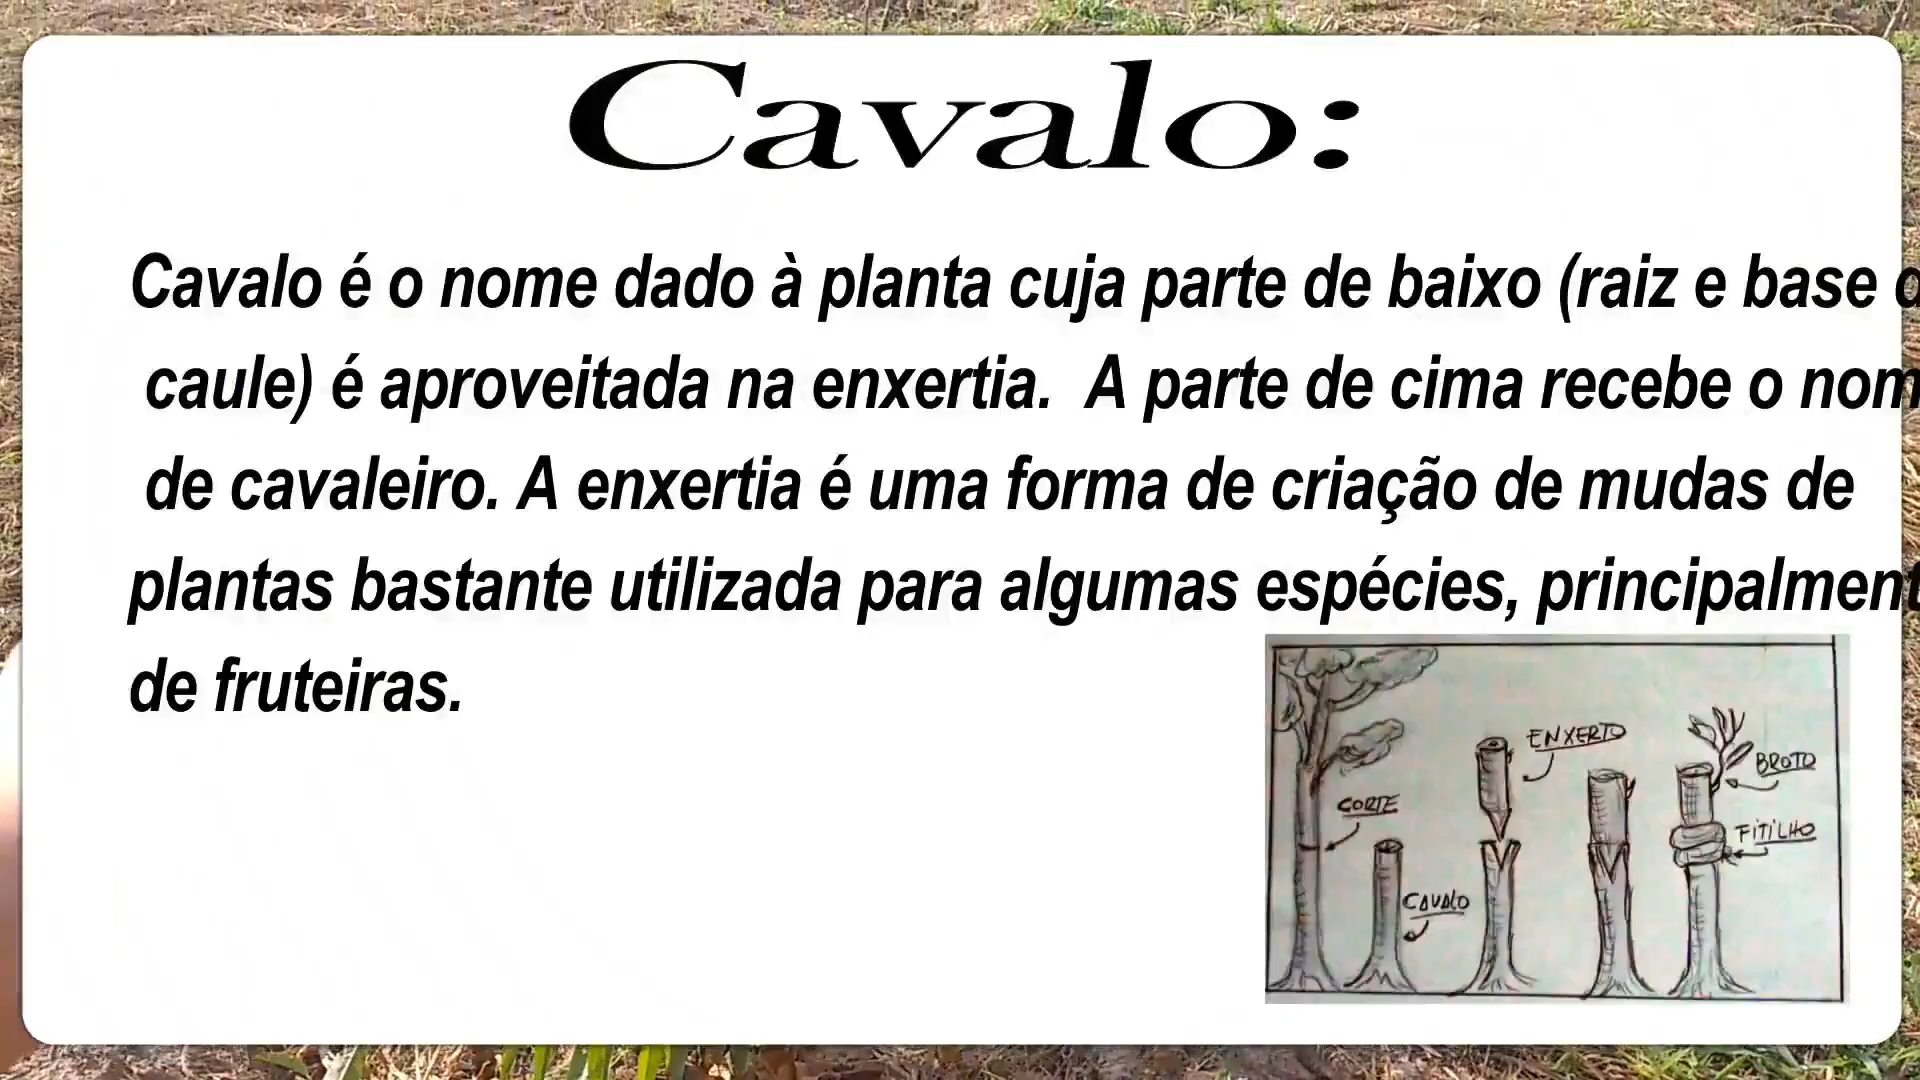 Cavalo:
Cavalo é o nome dado à planta cuja parte de baixo (raiz e base
caule) é aproveitada na enxertia. A parte de cima recebe o
de cavaleiro. A enxertia é uma forma de criação de mudas de
plantas bastante utilizada para algumas espécies,
de fruteiras.
ENXERTO
BROTO
CORTE
FITILHO
CAVALO